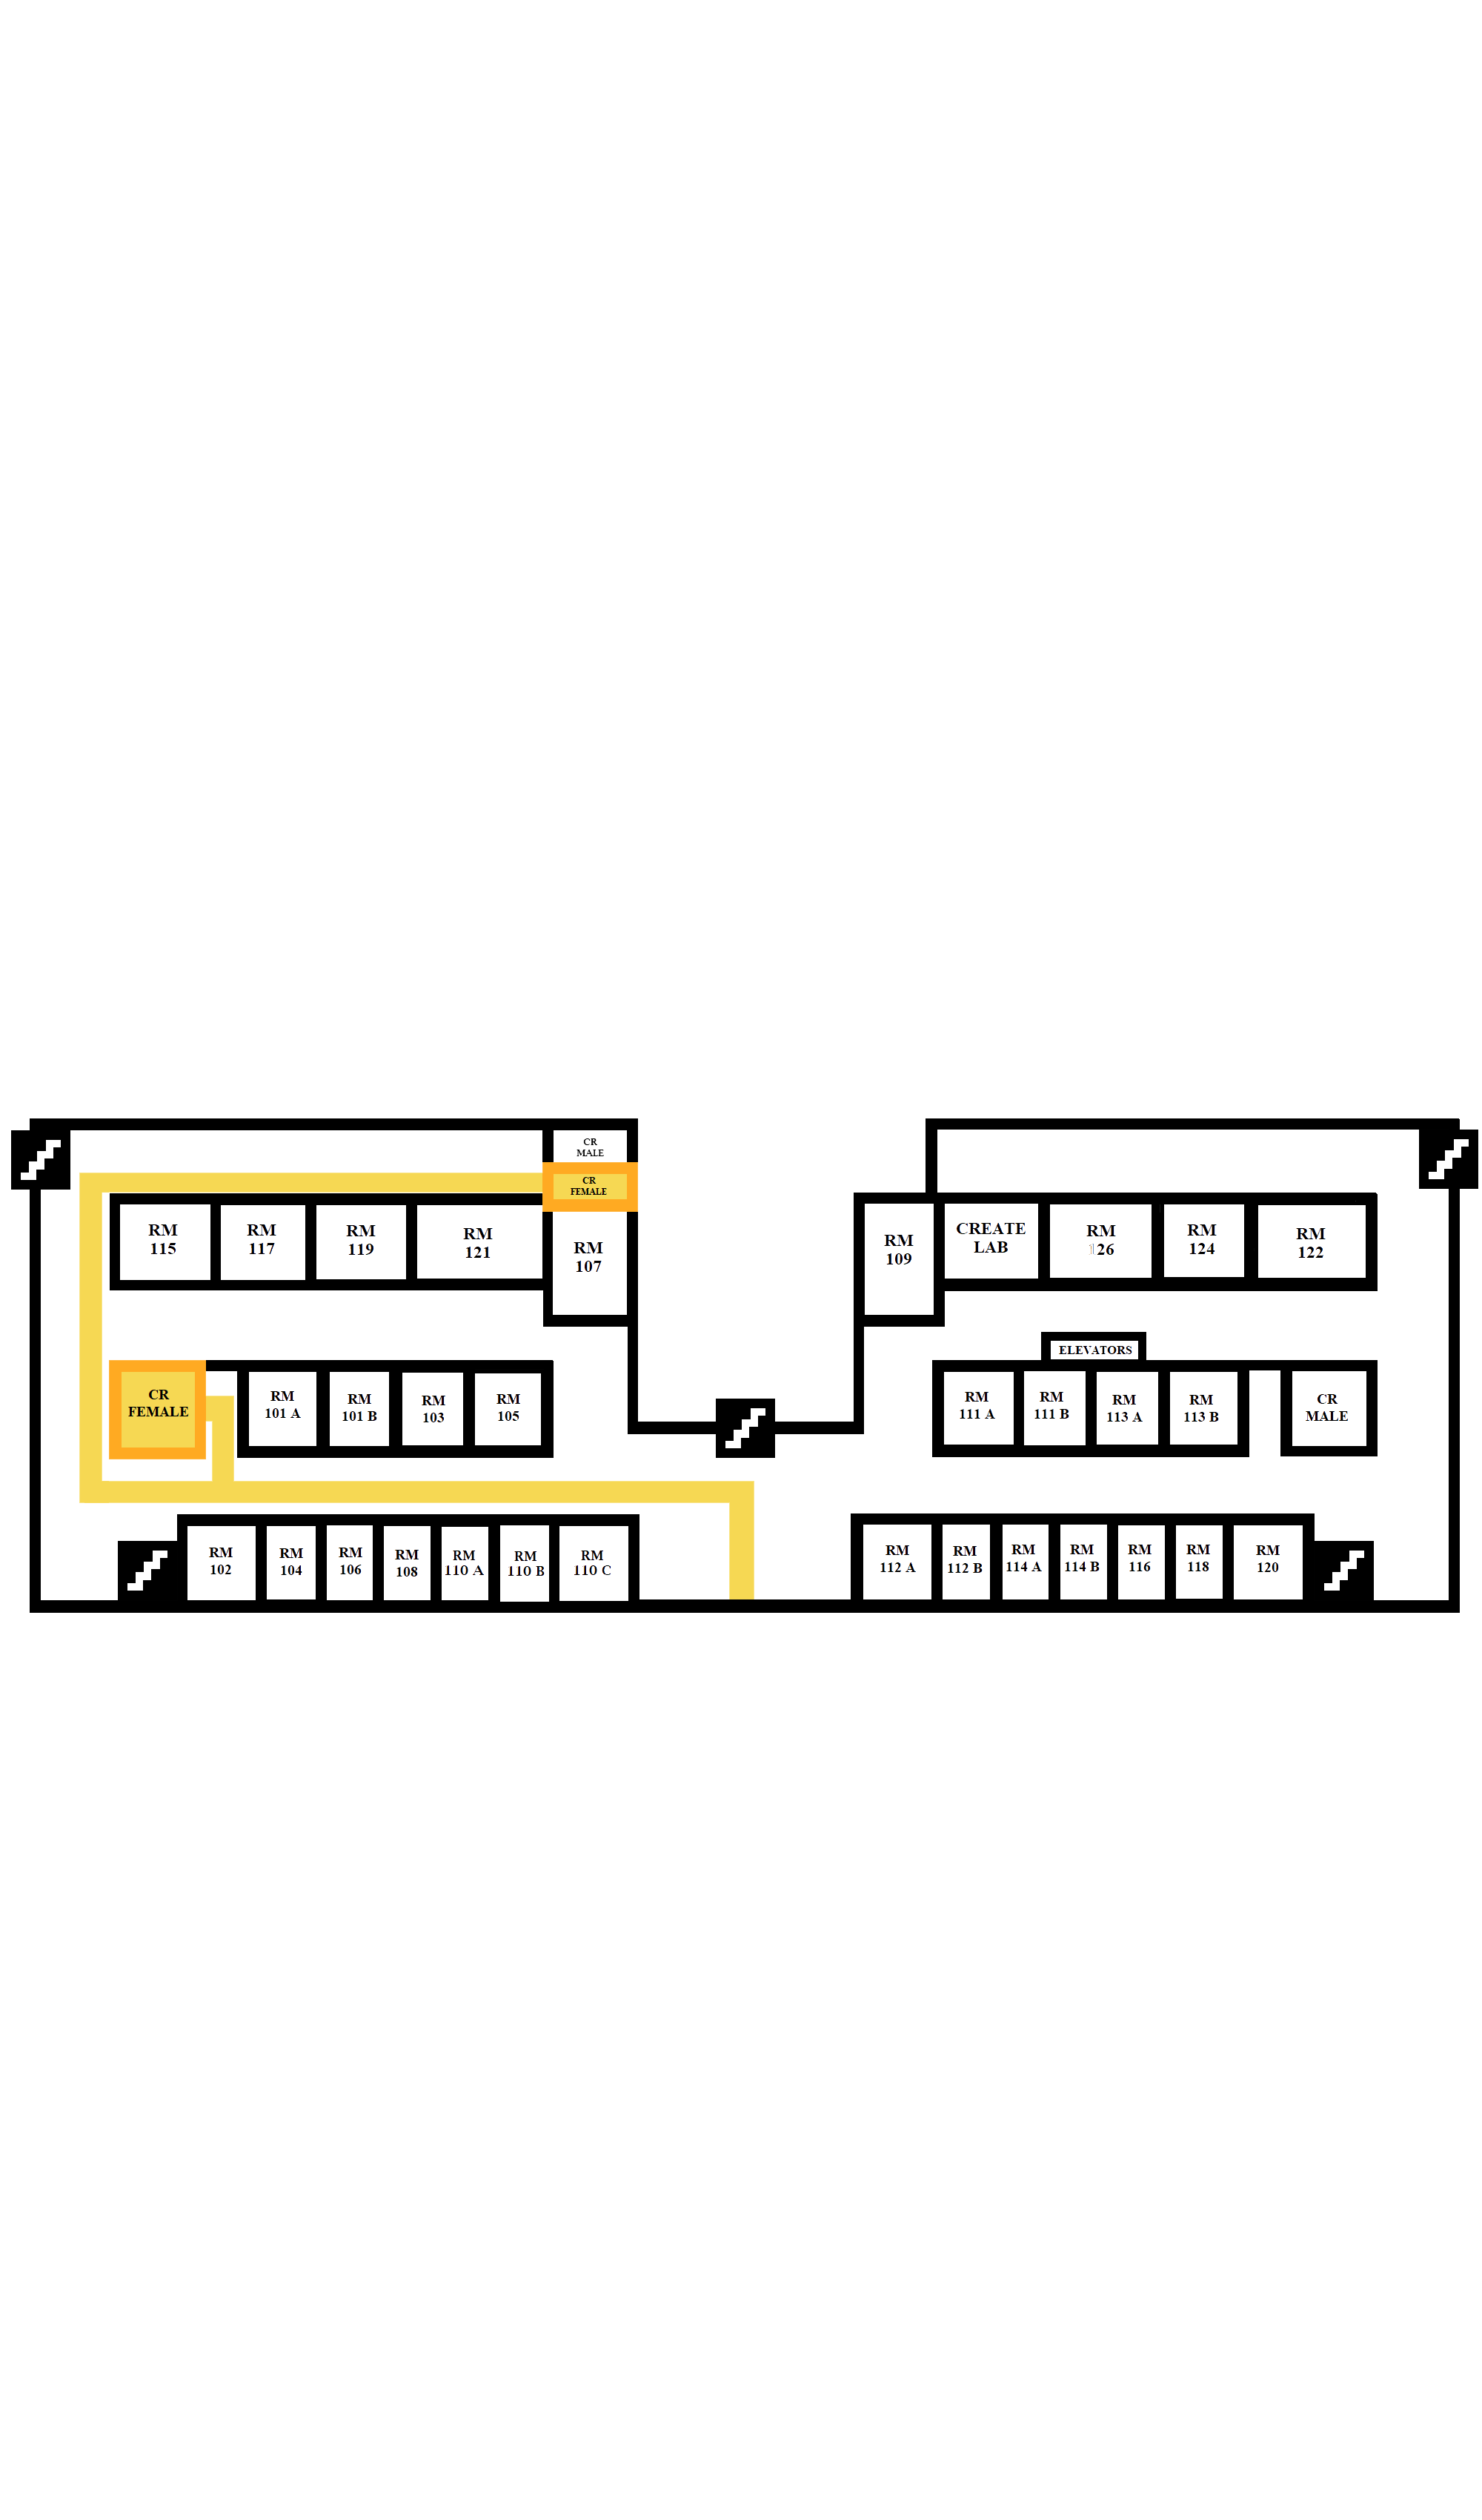 CR
MALE
CR
FEMALE
RM
115
RM
117
RM
119
RM
121
RM
107
RM
109
CREATE
LAB
RM
126
RM
124
RM
122
ELEVATORS
CR
FEMALE
RM
101 A
RM
101 B
RM
103
RM
105
RM
111 A
RM
111 B
RM
113 A
RM
113 B
CR
MALE
RM
102
RM
104
RM
106
RM
108
RM
110 A
RM
110 B
RM
110 C
RM
112 A
RM
112 B
RM
114 A
RM
114 B
RM
116
RM
118
RM
120